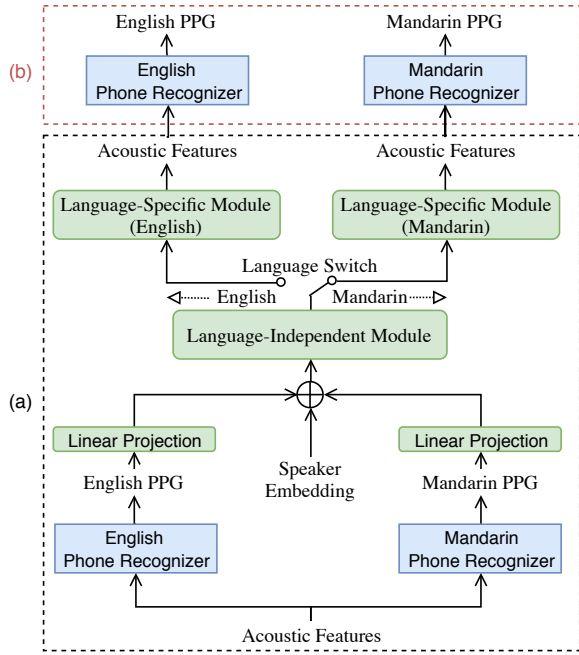 English PPG
Mandarin PPG
(b)
English
Phone Recognizer
Mandarin
Phone Recognizer
Acoustic Features
Acoustic Features
Language-Specific Module
(English)
Language-Specific Module
(Mandarin)
Language Switch
English
Mandarin
Language-Independent Module
(a)
Linear Projection
Linear Projection
Speaker
Embedding
English PPG
Mandarin PPG
English
Phone Recognizer
Mandarin
Phone Recognizer
Acoustic Features